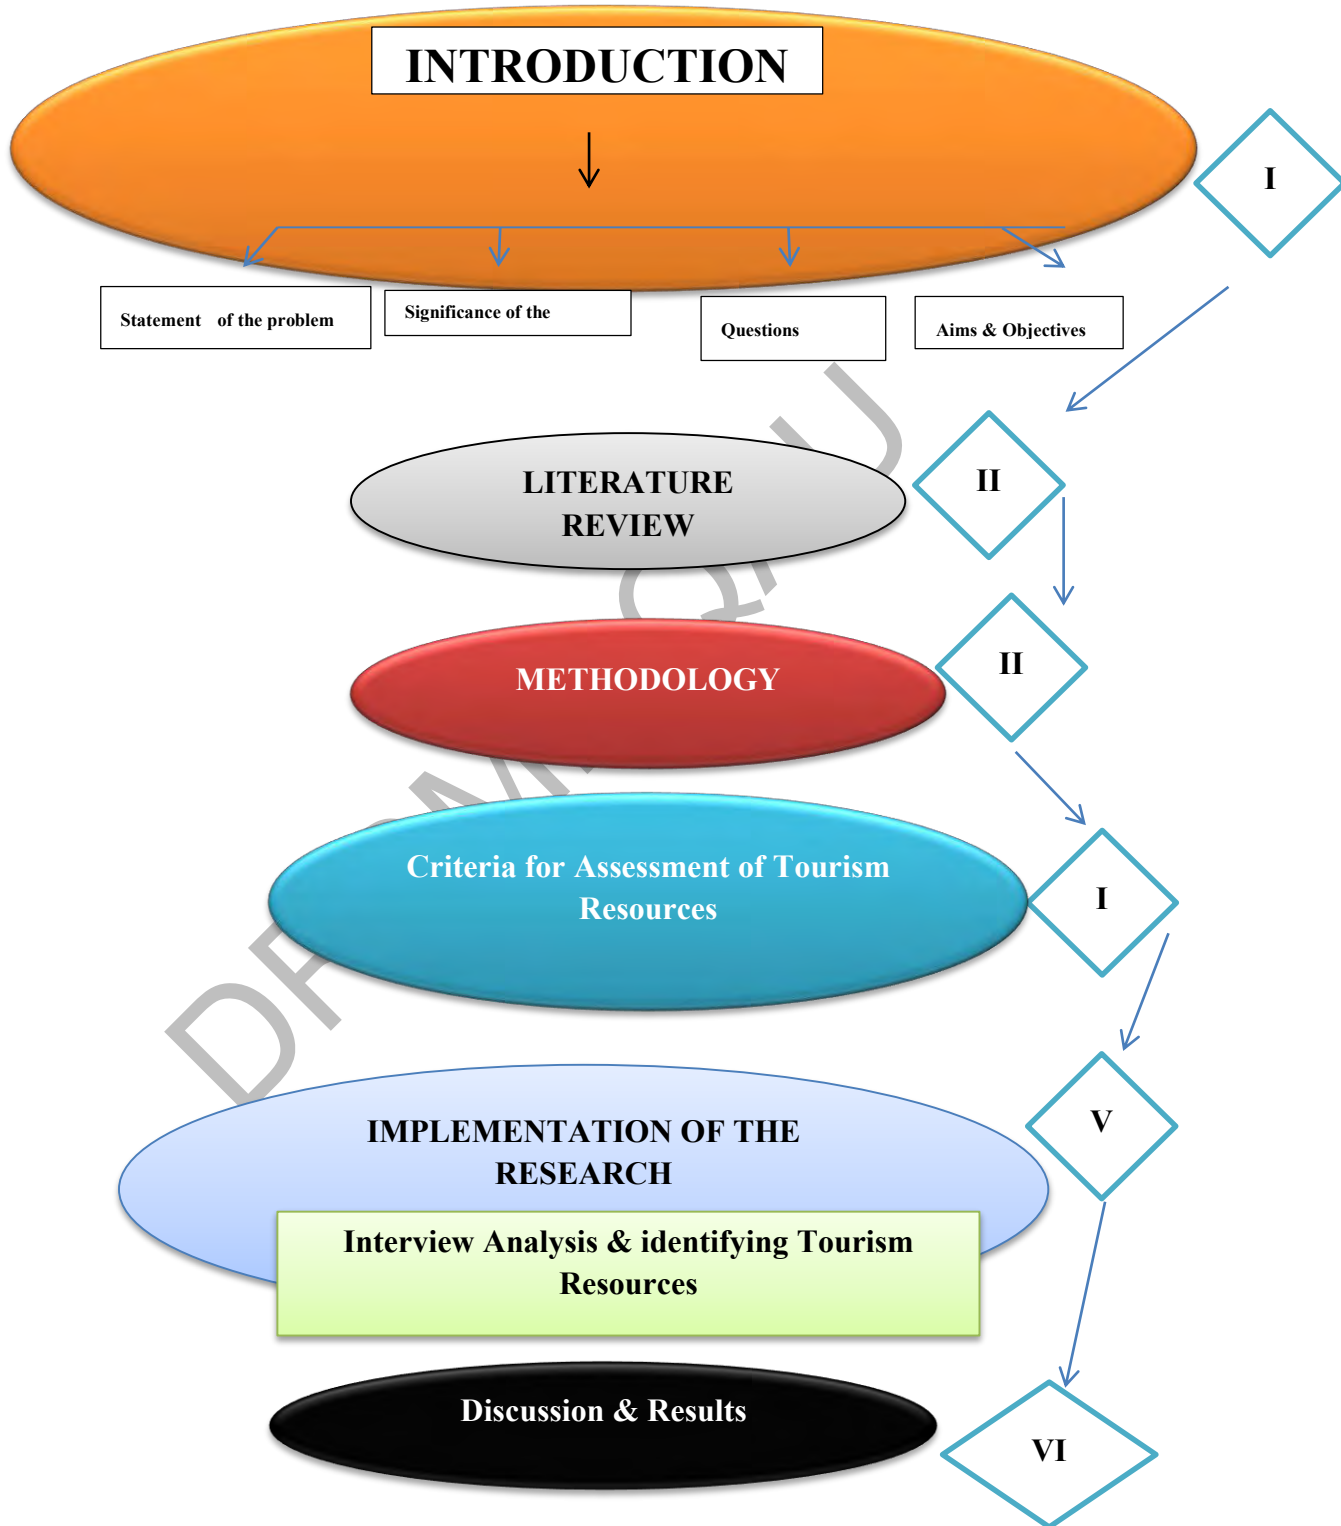 INTRODUCTION
I
Statement of the problem
Significance of the
Questions
Aims & Objectives
LITERATURE
REVIEW
II
METHODOLOGY
II
Criteria for Assessment of Tourism
Resources
I
IMPLEMENTATION OF THE
RESEARCH
V
Interview Analysis & identifying Tourism
Resources
Discussion & Results
VI